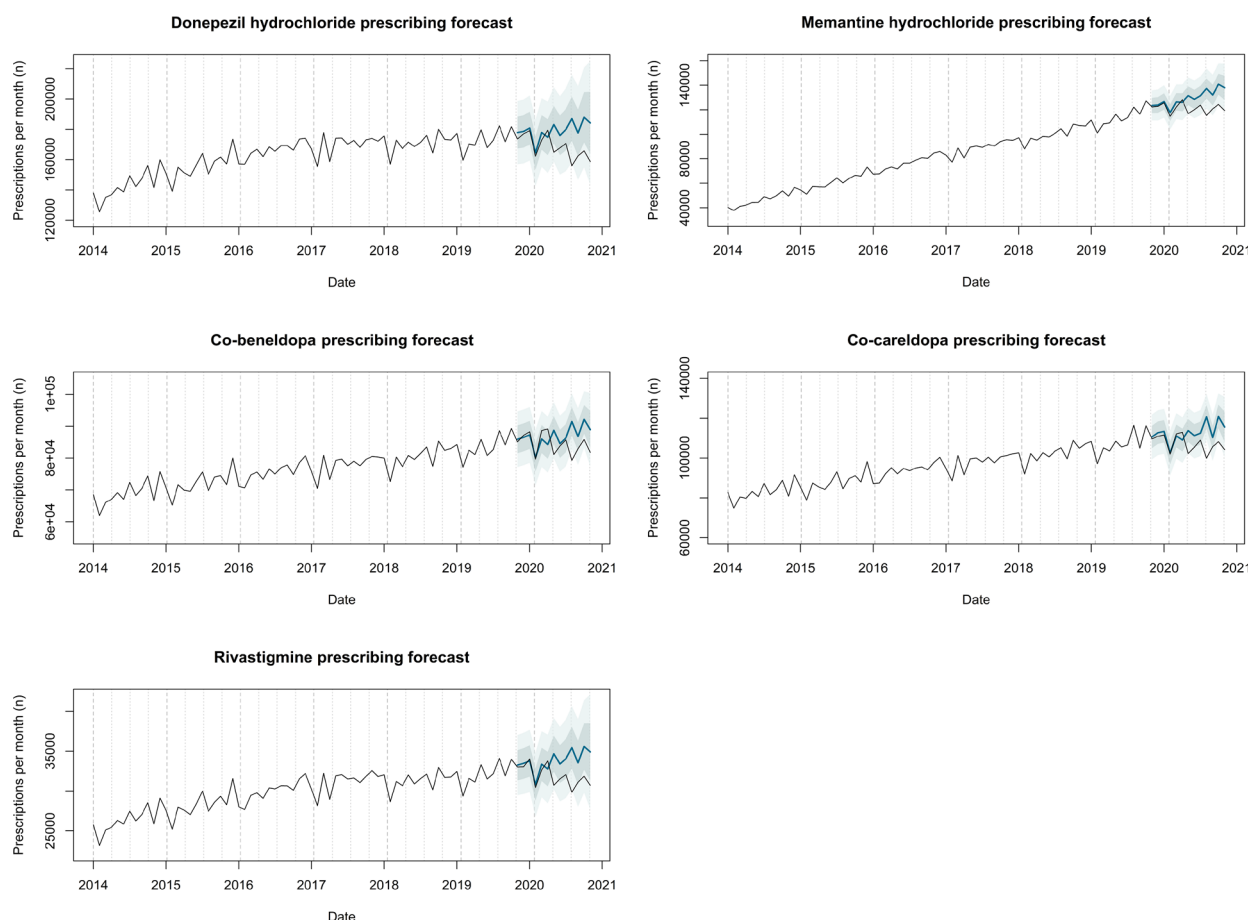 Donepezil hydrochloride prescribing forecast
Prescriptions per month (n)
200000
160000
120000
2014 2015 2016 2017 2018 2019 2020 2021
Date
Memantine hydrochloride prescribing forecast
Prescriptions per month (n)
140000
80000
40000
2014 2015 2016 2017 2018 2019 2020 2021
Date
Co-beneldopa prescribing forecast
Prescriptions per month (n)
1e+05
8e+04
6e+04
2014 2015 2016 2017 2018 2019 2020 2021
Date
Co-careldopa prescribing forecast
Prescriptions per month (n)
140000
100000
60000
2014 2015 2016 2017 2018 2019 2020 2021
Date
Rivastigmine prescribing forecast
Prescriptions per month (n)
35000
25000
2014 2015 2016 2017 2018 2019 2020 2021
Date